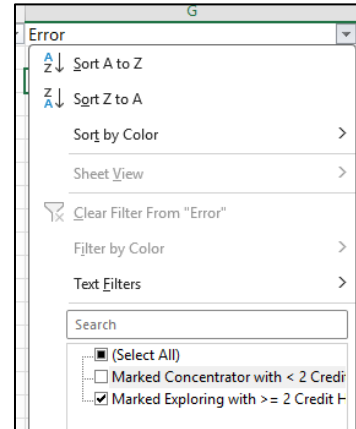 G
Error
Sort A to Z
Sort Z to A
Sort by Color
Sheet View
Clear Filter From "Error"
Filter by Color
Text Filters
Search
(Select All)
Marked Concentrator with < 2 Credi
Marked Exploring with >= 2 Credit H